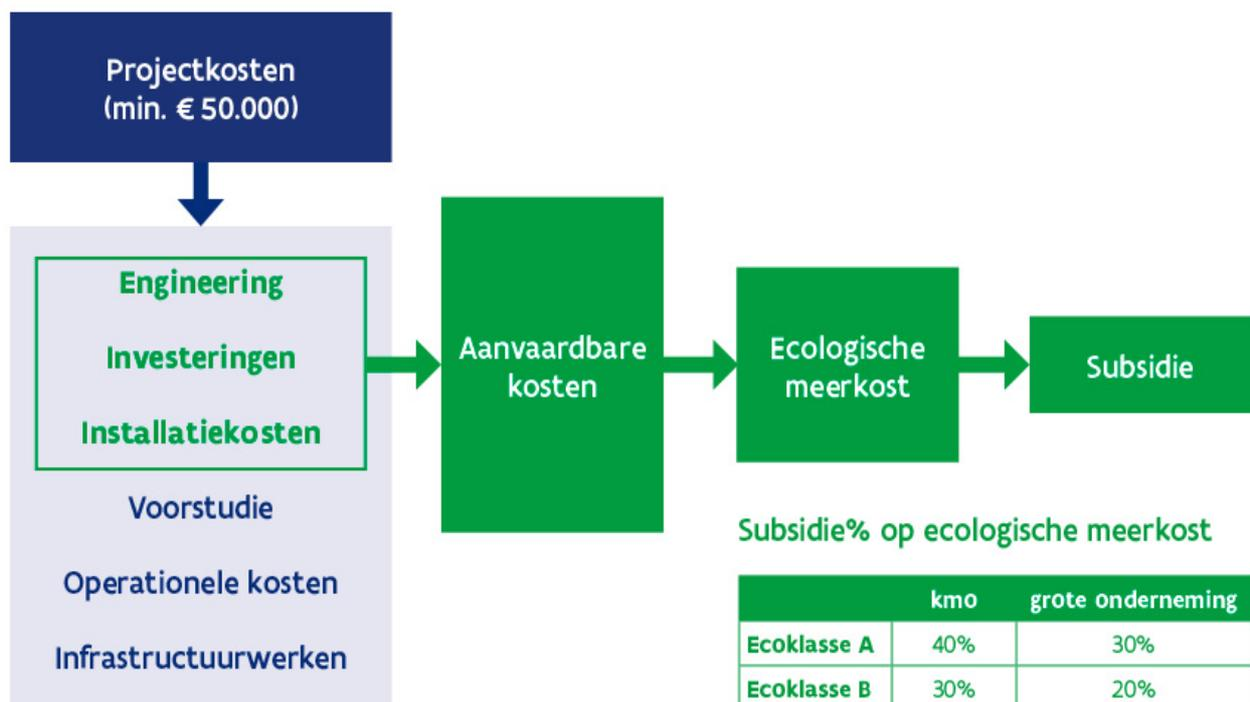 Projectkosten
(min. € 50.000)
Engineering
Investeringen
Installatiekosten
Voorstudie
Operationele kosten
Infrastructuurwerken
Aanvaardbare
kosten
Ecologische
meerkost
Subsidie
Subsidie% op ecologische meerkost
kmo grote onderneming
Ecoklasse A 40% 30%
Ecoklasse B 30% 20%